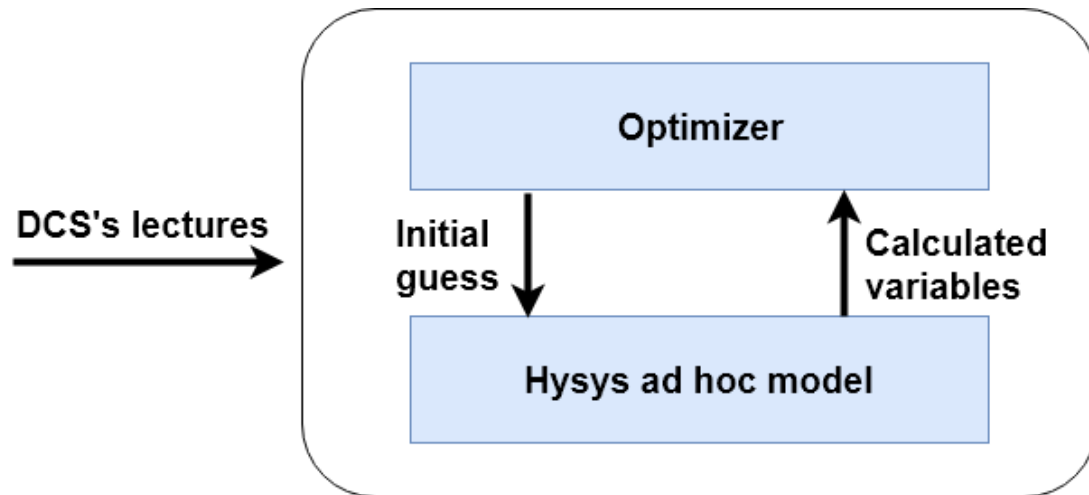 Optimizer
DCS's lectures
Initial
guess
Calculated
variables
Hysys ad hoc model